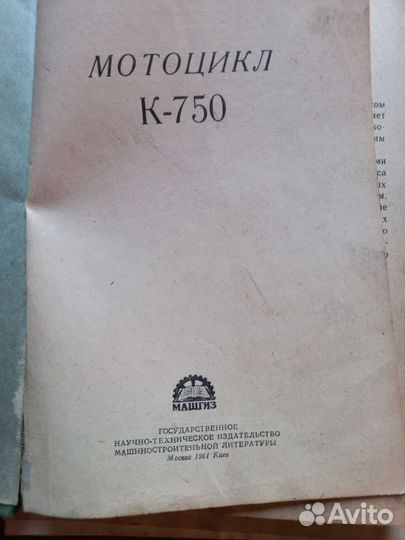 МОТОЦИКЛ
К-750
МАШГИЗ
ГОСУДАРСТВЕННОЕ
НАУЧНО-ТЕХНИЧЕСКОЕ ИЗДАТЕЛЬСТВО
МАШИНОСТРОИТЕЛЬНОЙ ЛИТЕРАТУРЫ
Москва 1961 Киев
Avito